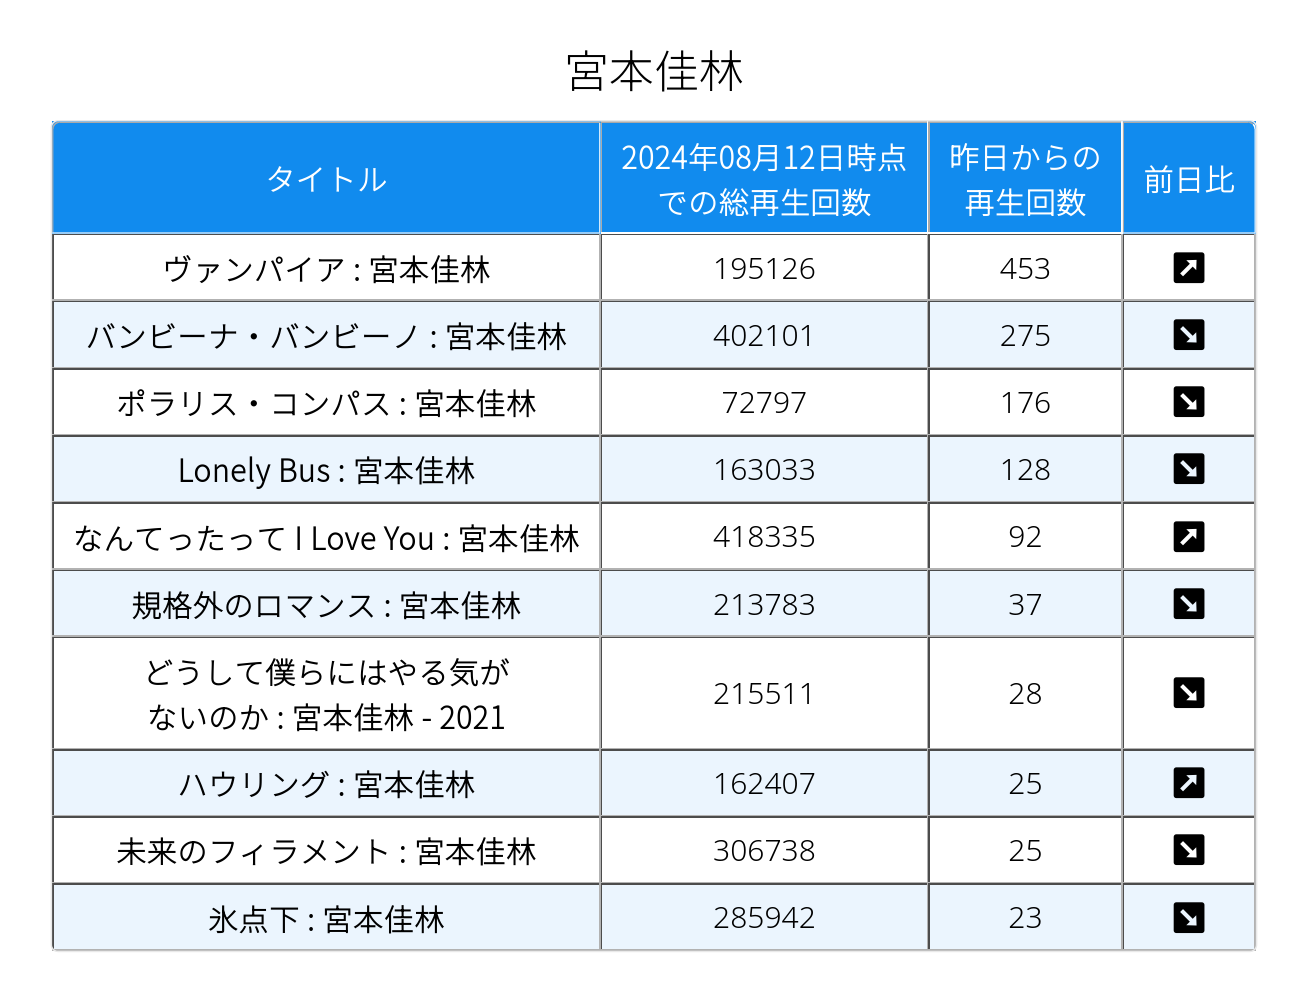 宮本佳林
タイトル
2024年08月12日時点
での総再生回数
昨日からの
再生回数
前日比
ヴァンパイア : 宮本佳林 195126 453 ↗
バンビーナ・バンビーノ : 宮本佳林 402101 275 ↘
ポラリス・コンパス : 宮本佳林 72797 176 ↘
Lonely Bus : 宮本佳林 163033 128 ↘
なんてったって I Love You : 宮本佳林 418335 92 ↗
規格外のロマンス : 宮本佳林 213783 37 ↘
どうして僕らにはやる気が
ないのか : 宮本佳林 - 2021 215511 28 ↘
ハウリング : 宮本佳林 162407 25 ↗
未来のフィラメント : 宮本佳林 306738 25 ↘
氷点下 : 宮本佳林 285942 23 ↘